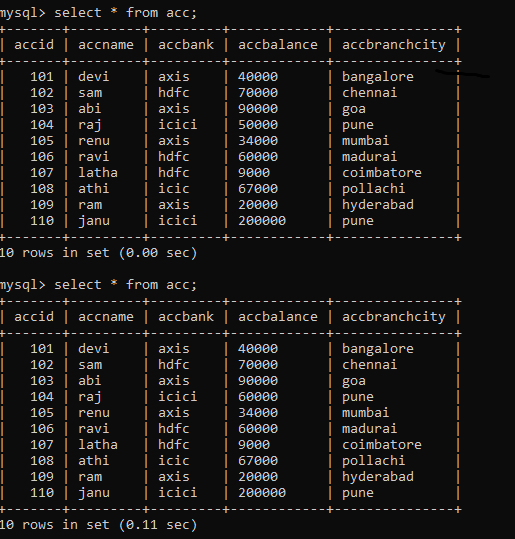 mysql> select * from acc;
+-------+---------+---------+------------+---------------+
| accid | accname | accbank | accbalance | accbranchcity |
+-------+---------+---------+------------+---------------+
|   101 | devi    | axis    | 40000      | bangalore     |
|   102 | sam     | hdfc    | 70000      | chennai       |
|   103 | abi     | axis    | 90000      | goa           |
|   104 | raj     | icici   | 50000      | pune          |
|   105 | renu    | axis    | 34000      | mumbai        |
|   106 | ravi    | hdfc    | 60000      | madurai       |
|   107 | latha   | hdfc    | 9000       | coimbatore    |
|   108 | athi    | icic    | 67000      | pollachi      |
|   109 | ram     | axis    | 20000      | hyderabad     |
|   110 | janu    | icici   | 200000     | pune          |
+-------+---------+---------+------------+---------------+
10 rows in set (0.00 sec)
mysql> select * from acc;
+-------+---------+---------+------------+---------------+
| accid | accname | accbank | accbalance | accbranchcity |
+-------+---------+---------+------------+---------------+
|   101 | devi    | axis    | 40000      | bangalore     |
|   102 | sam     | hdfc    | 70000      | chennai       |
|   103 | abi     | axis    | 90000      | goa           |
|   104 | raj     | icici   | 60000      | pune          |
|   105 | renu    | axis    | 34000      | mumbai        |
|   106 | ravi    | hdfc    | 60000      | madurai       |
|   107 | latha   | hdfc    | 9000       | coimbatore    |
|   108 | athi    | icic    | 67000      | pollachi      |
|   109 | ram     | axis    | 20000      | hyderabad     |
|   110 | janu    | icici   | 200000     | pune          |
+-------+---------+---------+------------+---------------+
10 rows in set (0.11 sec)